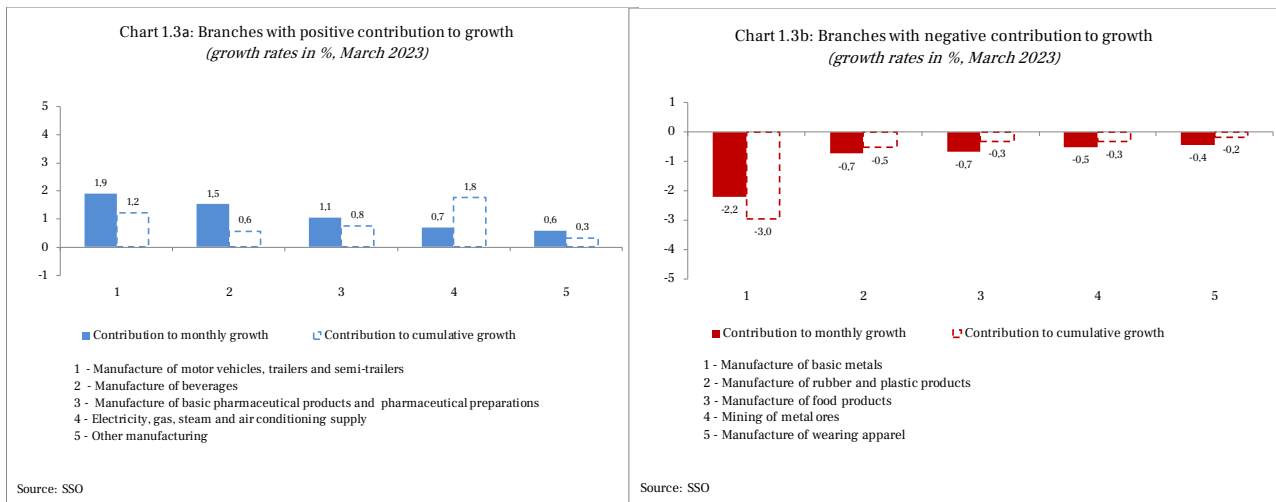 Chart 1.3a: Branches with positive contribution to growth
(growth rates in %, March 2023)
5
4
3
2
1
0
-1
1,9
1,2
1,5
0,6
1,1
0,8
0,7
1,8
0,6
0,3
1
2
3
4
5
Contribution to monthly growth
Contribution to cumulative growth
1 - Manufacture of motor vehicles, trailers and semi-trailers
2 - Manufacture of beverages
3 - Manufacture of basic pharmaceutical products and pharmaceutical preparations
4 - Electricity, gas, steam and air conditioning supply
5 - Other manufacturing
Source: SSO
Chart 1.3b: Branches with negative contribution to growth
(growth rates in %, March 2023)
1
0
-1
-2
-3
-4
-5
-2,2
-3,0
-0,7
-0,5
-0,7
-0,3
-0,5
-0,3
-0,4
-0,2
1
2
3
4
5
Contribution to monthly growth
Contribution to cumulative growth
1 - Manufacture of basic metals
2 - Manufacture of rubber and plastic products
3 - Manufacture of food products
4 - Mining of metal ores
5 - Manufacture of wearing apparel
Source: SSO